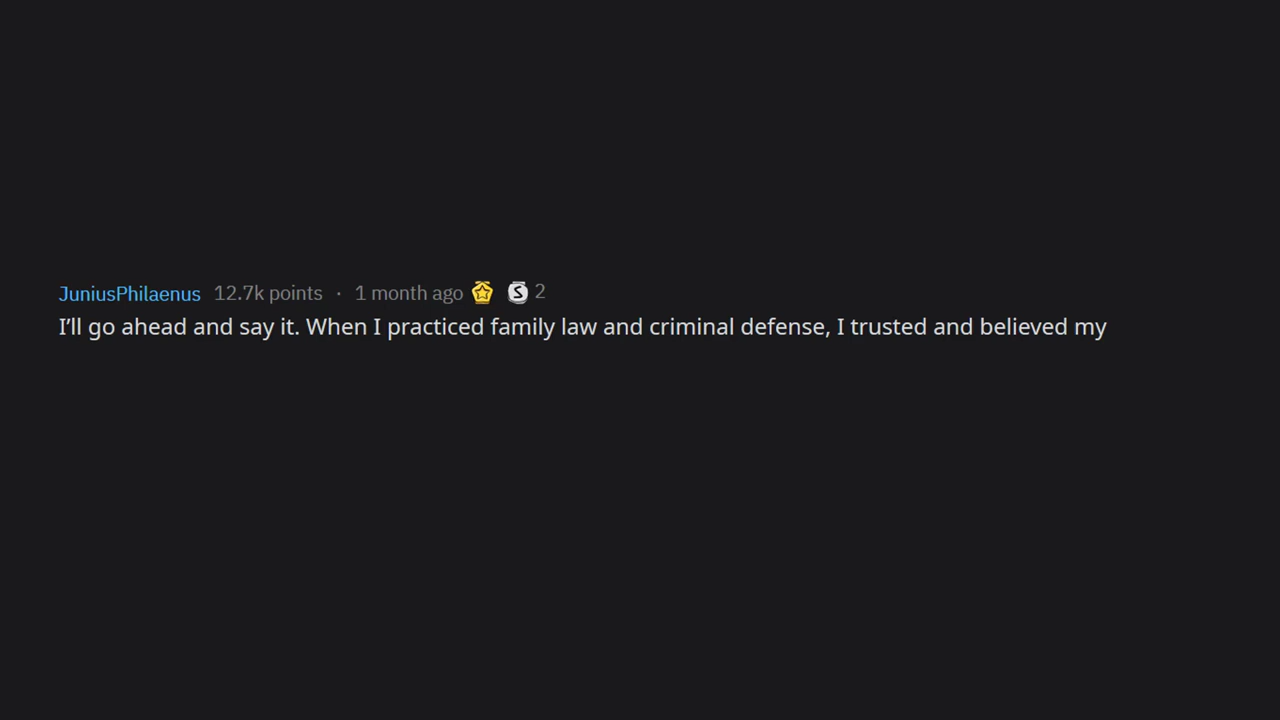 JuniusPhilaenus 12.7k points · 1 month ago S 2
I’ll go ahead and say it. When I practiced family law and criminal defense, I trusted and believed my